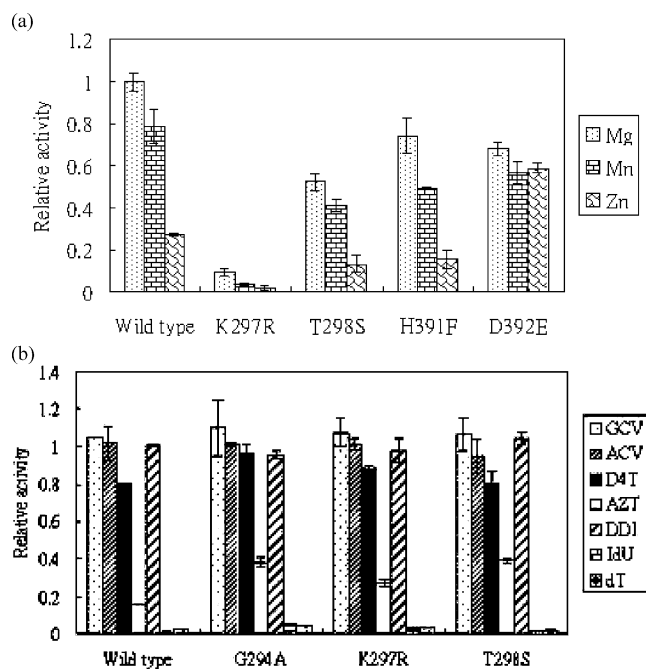 (a)
1.2
1
0.8
0.6
0.4
0.2
0
Relative activity
Wild type K297R T298S H391F D392E
Mg
Mn
Zn
(b)
1.4
1.2
1
0.8
0.6
0.4
0.2
0
Relative activity
Wild type G294A K297R T298S
GCV
ACV
D4T
AZT
DDI
IdU
dT